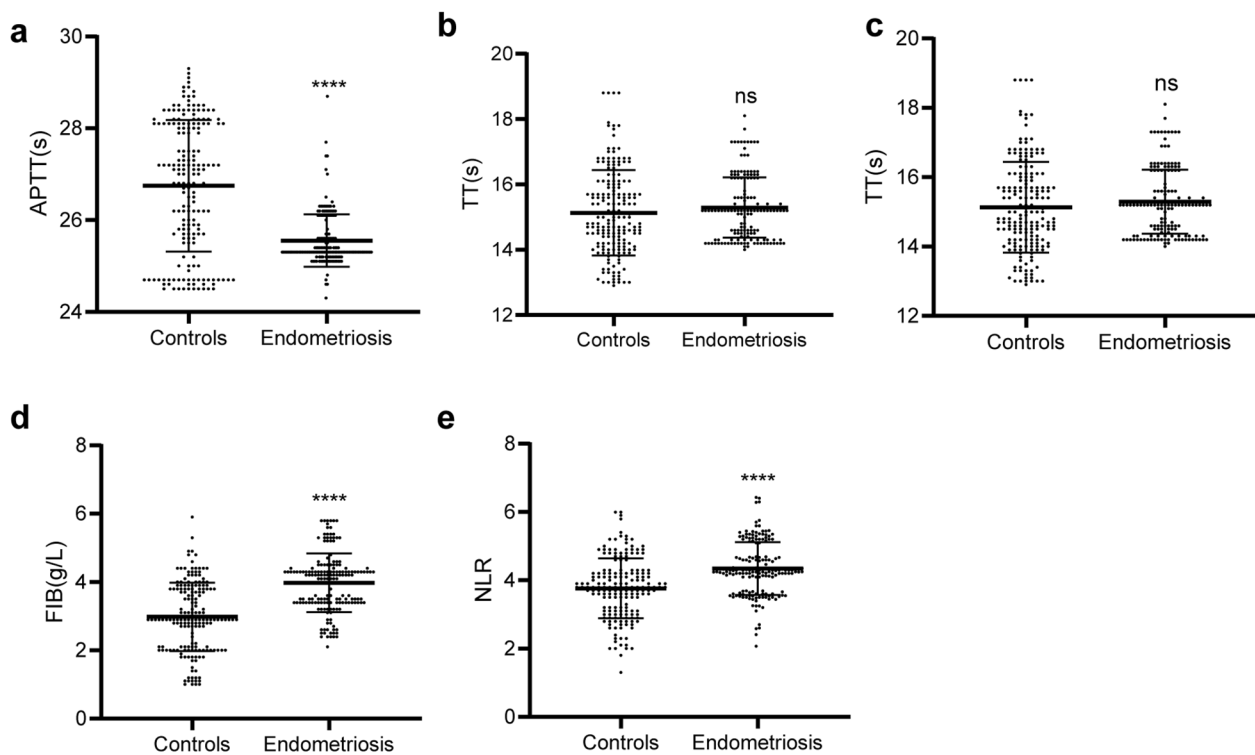 a
APTT(s)
30
28
26
24
****
Controls
Endometriosis
b
TT(s)
20
18
16
14
12
ns
Controls
Endometriosis
c
TT(s)
20
18
16
14
12
ns
Controls
Endometriosis
d
FIB(g/L)
8
6
4
2
0
****
Controls
Endometriosis
e
NLR
8
6
4
2
0
****
Controls
Endometriosis